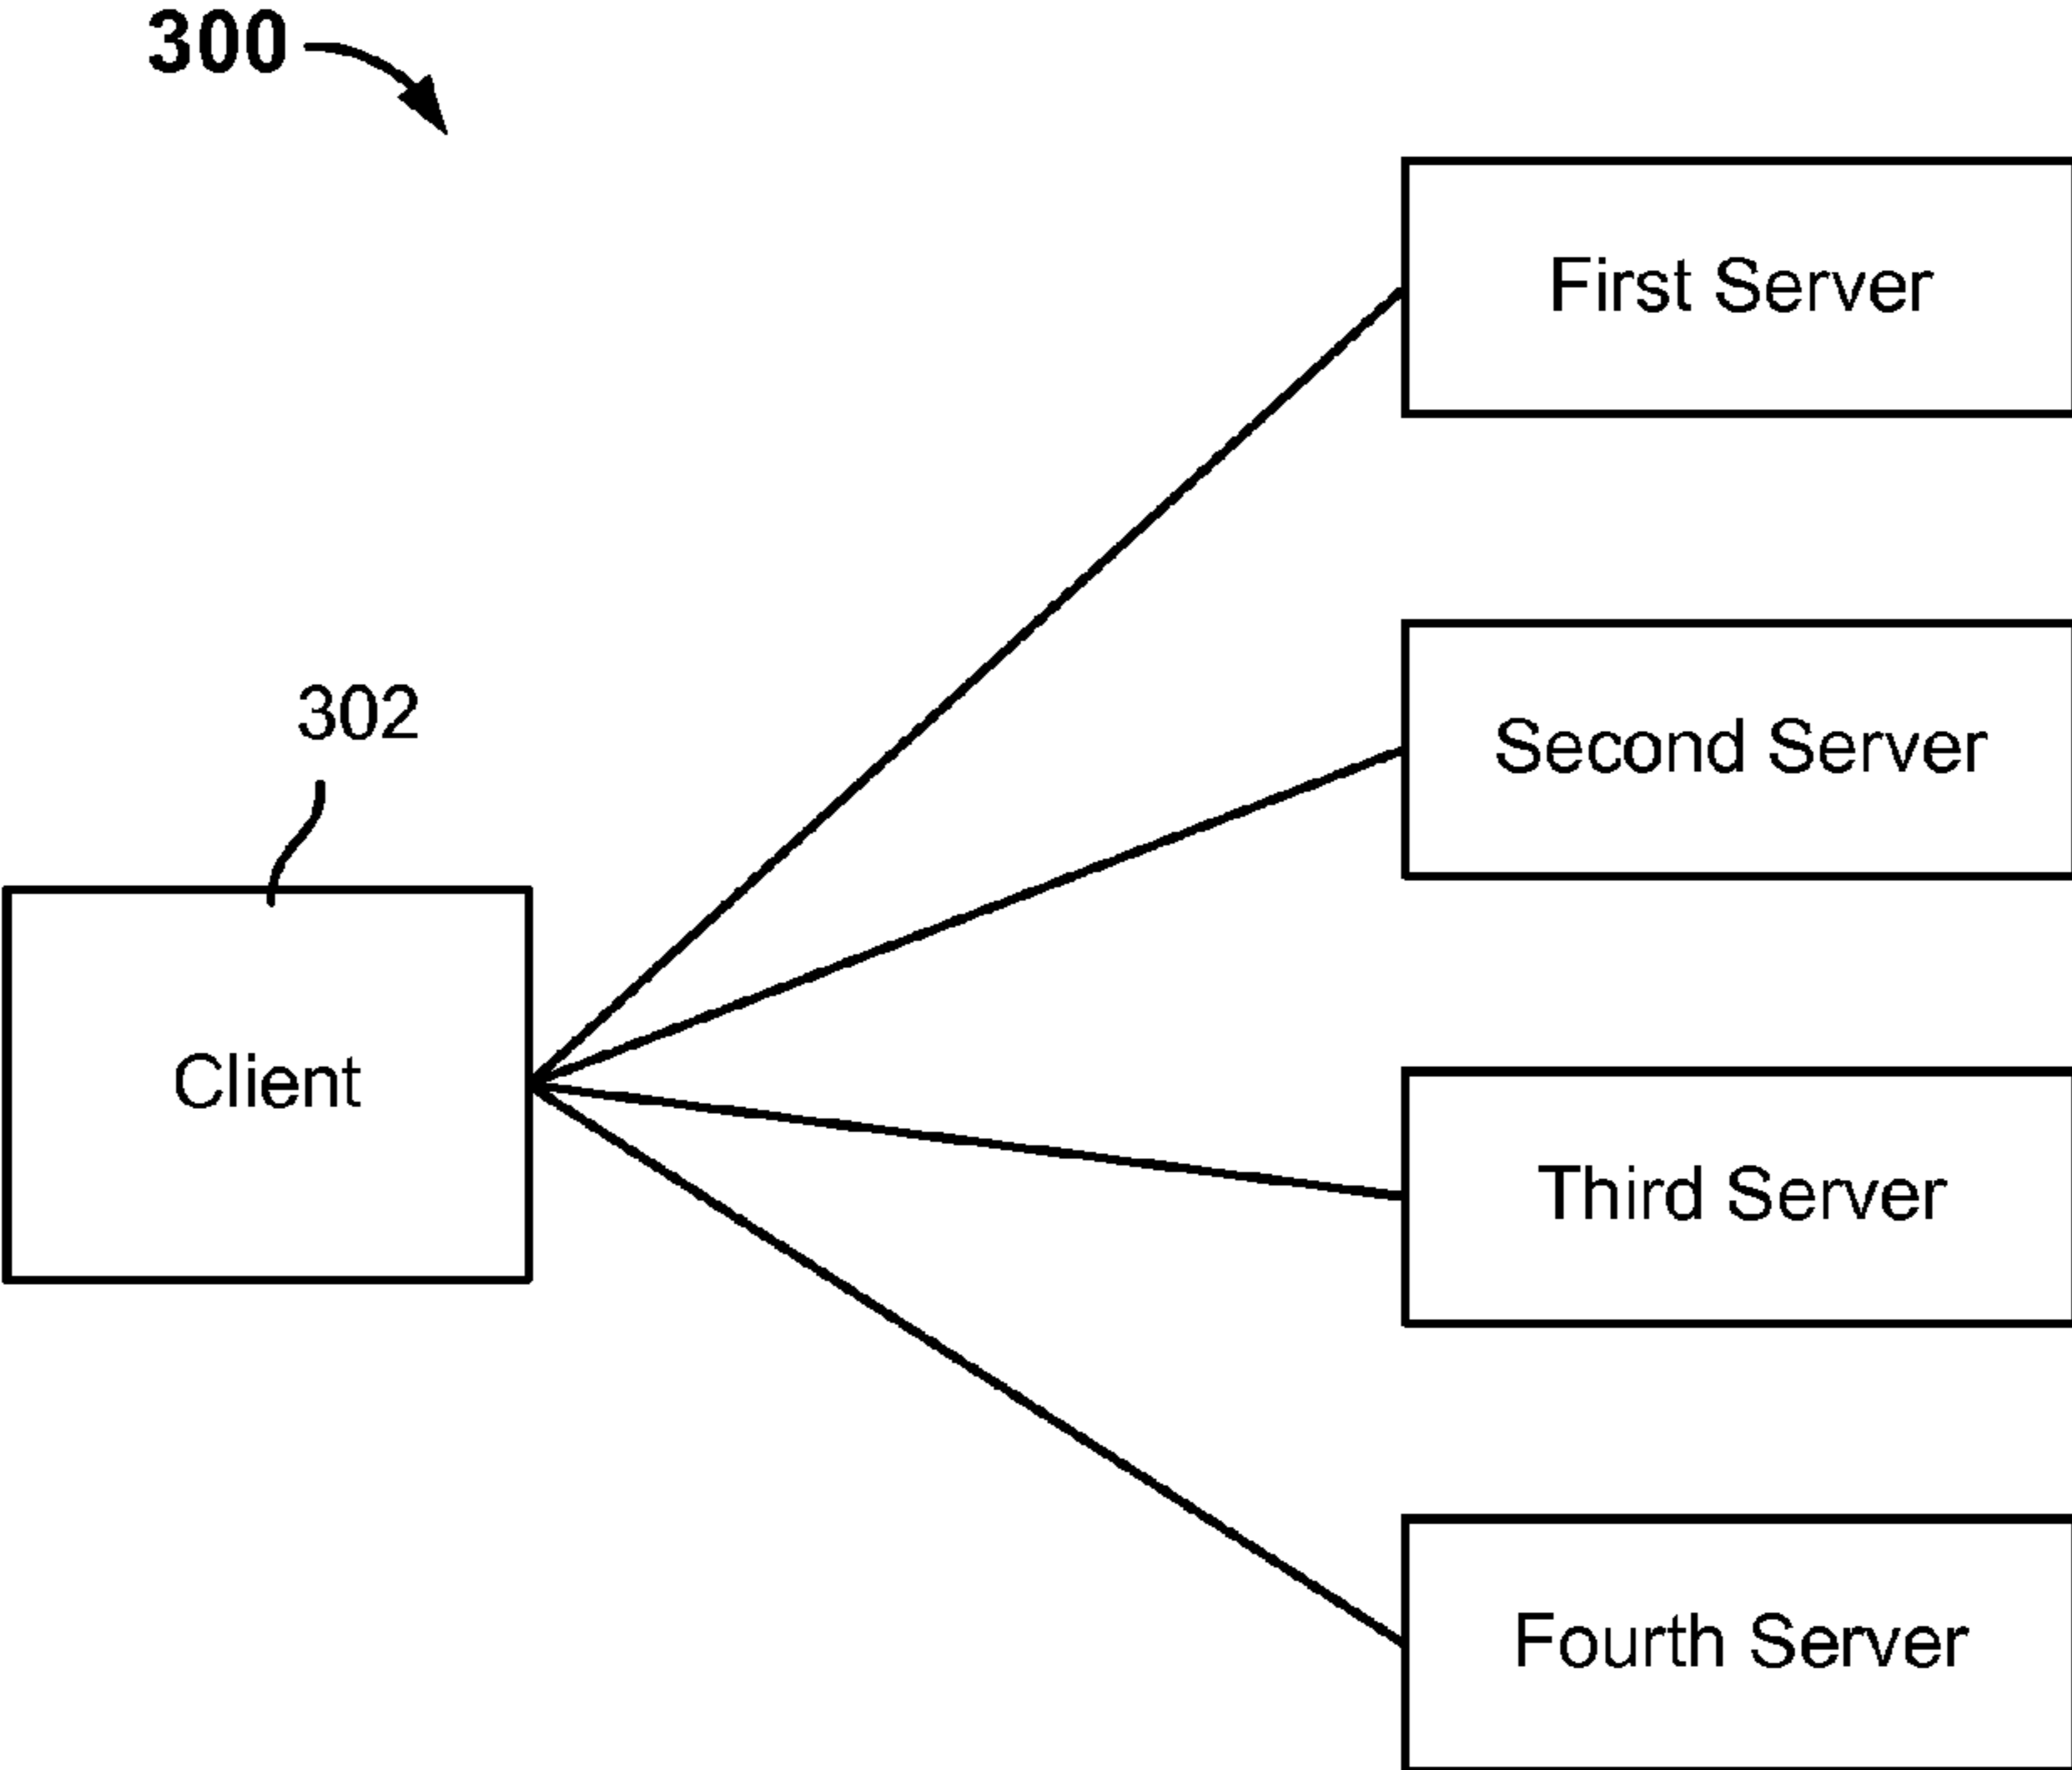 300
First Server
302
Second Server
Client
Third Server
Fourth Server